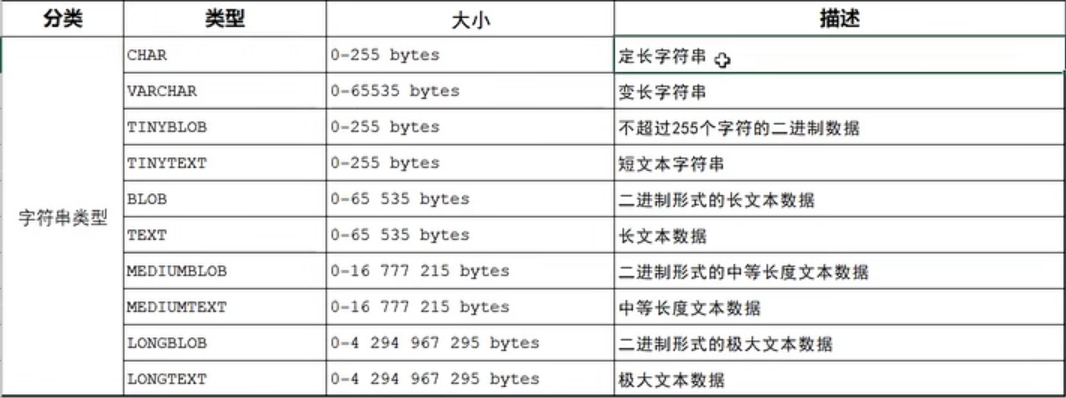 分类 类型 大小 描述
CHAR 0-255 bytes 定长字符串
VARCHAR 0-65535 bytes 变长字符串
TINYBLOB 0-255 bytes 不超过255个字符的二进制数据
TINYTEXT 0-255 bytes 短文本字符串
BLOB 0-65 535 bytes 二进制形式的长文本数据
字符串类型
TEXT 0-65 535 bytes 长文本数据
MEDIUMBLOB 0-16 777 215 bytes 二进制形式的中等长度文本数据
MEDIUMTEXT 0-16 777 215 bytes 中等长度文本数据
LONGBLOB 0-4 294 967 295 bytes 二进制形式的极大文本数据
LONGTEXT 0-4 294 967 295 bytes 极大文本数据